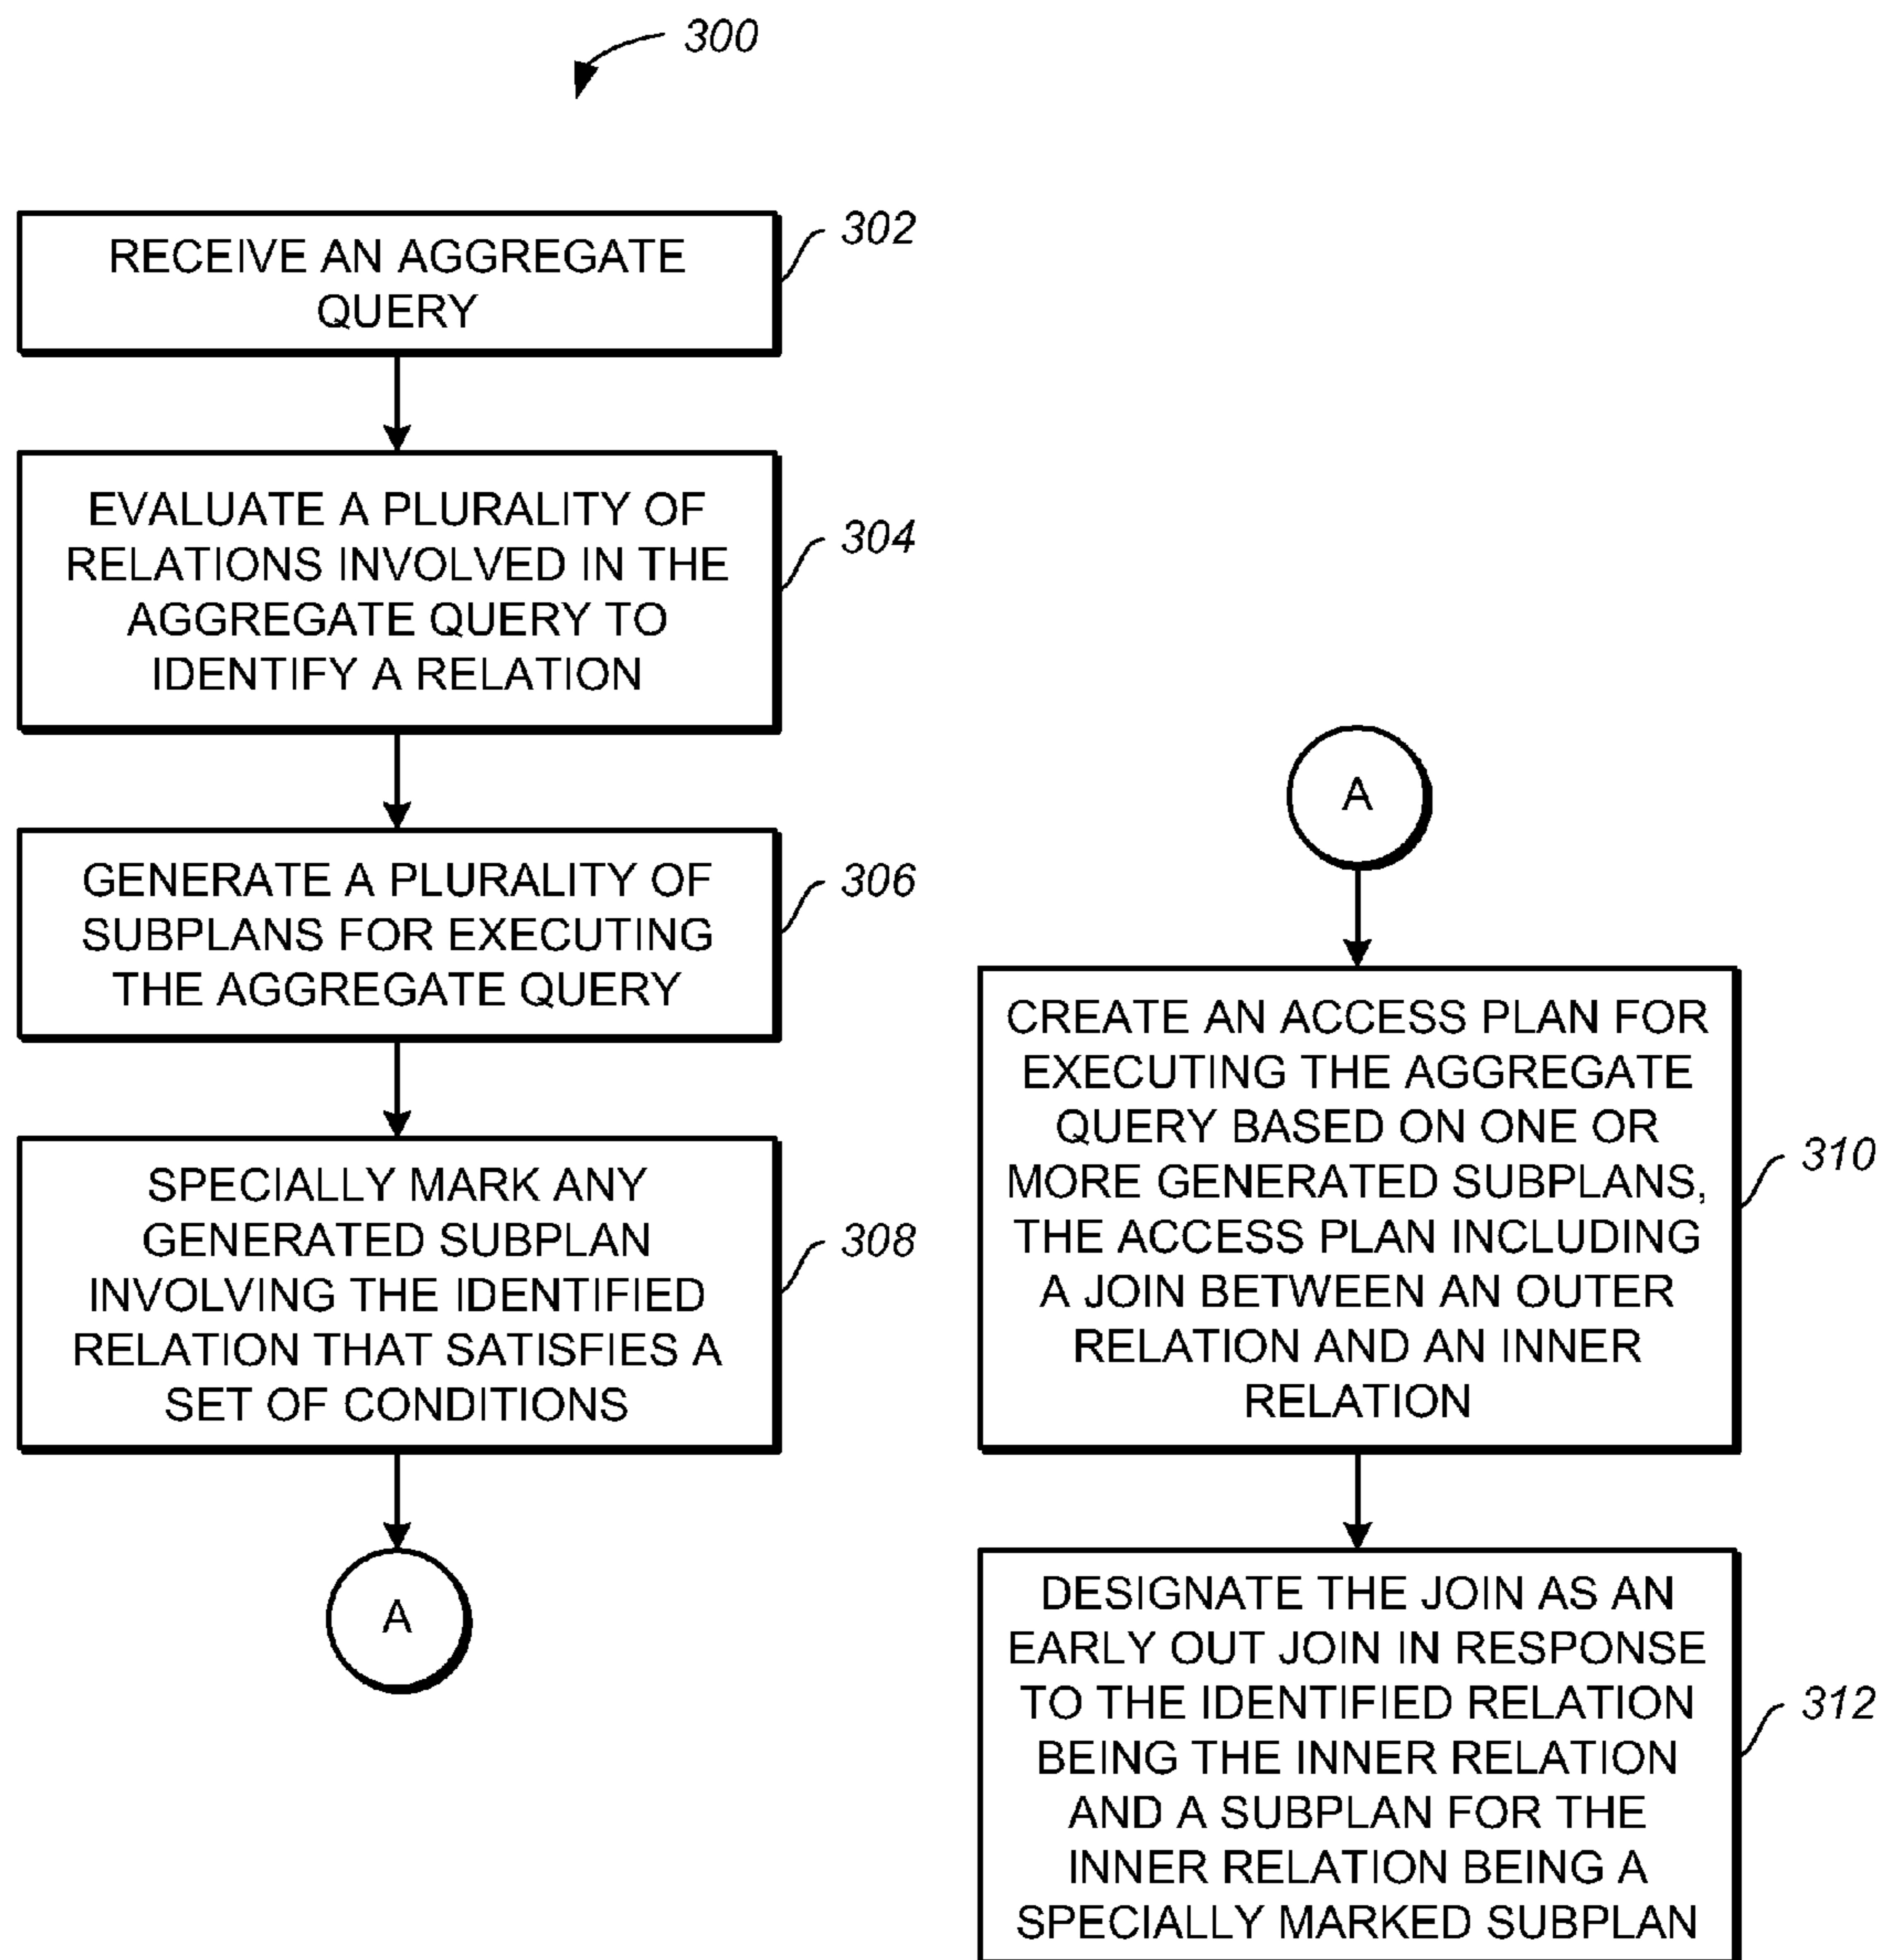 300
RECEIVE AN AGGREGATE
QUERY
302
EVALUATE A PLURALITY OF
RELATIONS INVOLVED IN THE
AGGREGATE QUERY TO
IDENTIFY A RELATION
304
GENERATE A PLURALITY OF
SUBPLANS FOR EXECUTING
THE AGGREGATE QUERY
306
SPECIALLY MARK ANY
GENERATED SUBPLAN
INVOLVING THE IDENTIFIED
RELATION THAT SATISFIES A
SET OF CONDITIONS
308
A
A
CREATE AN ACCESS PLAN FOR
EXECUTING THE AGGREGATE
QUERY BASED ON ONE OR
MORE GENERATED SUBPLANS,
THE ACCESS PLAN INCLUDING
A JOIN BETWEEN AN OUTER
RELATION AND AN INNER
RELATION
310
DESIGNATE THE JOIN AS AN
EARLY OUT JOIN IN RESPONSE
TO THE IDENTIFIED RELATION
BEING THE INNER RELATION
AND A SUBPLAN FOR THE
INNER RELATION BEING A
SPECIALLY MARKED SUBPLAN
312